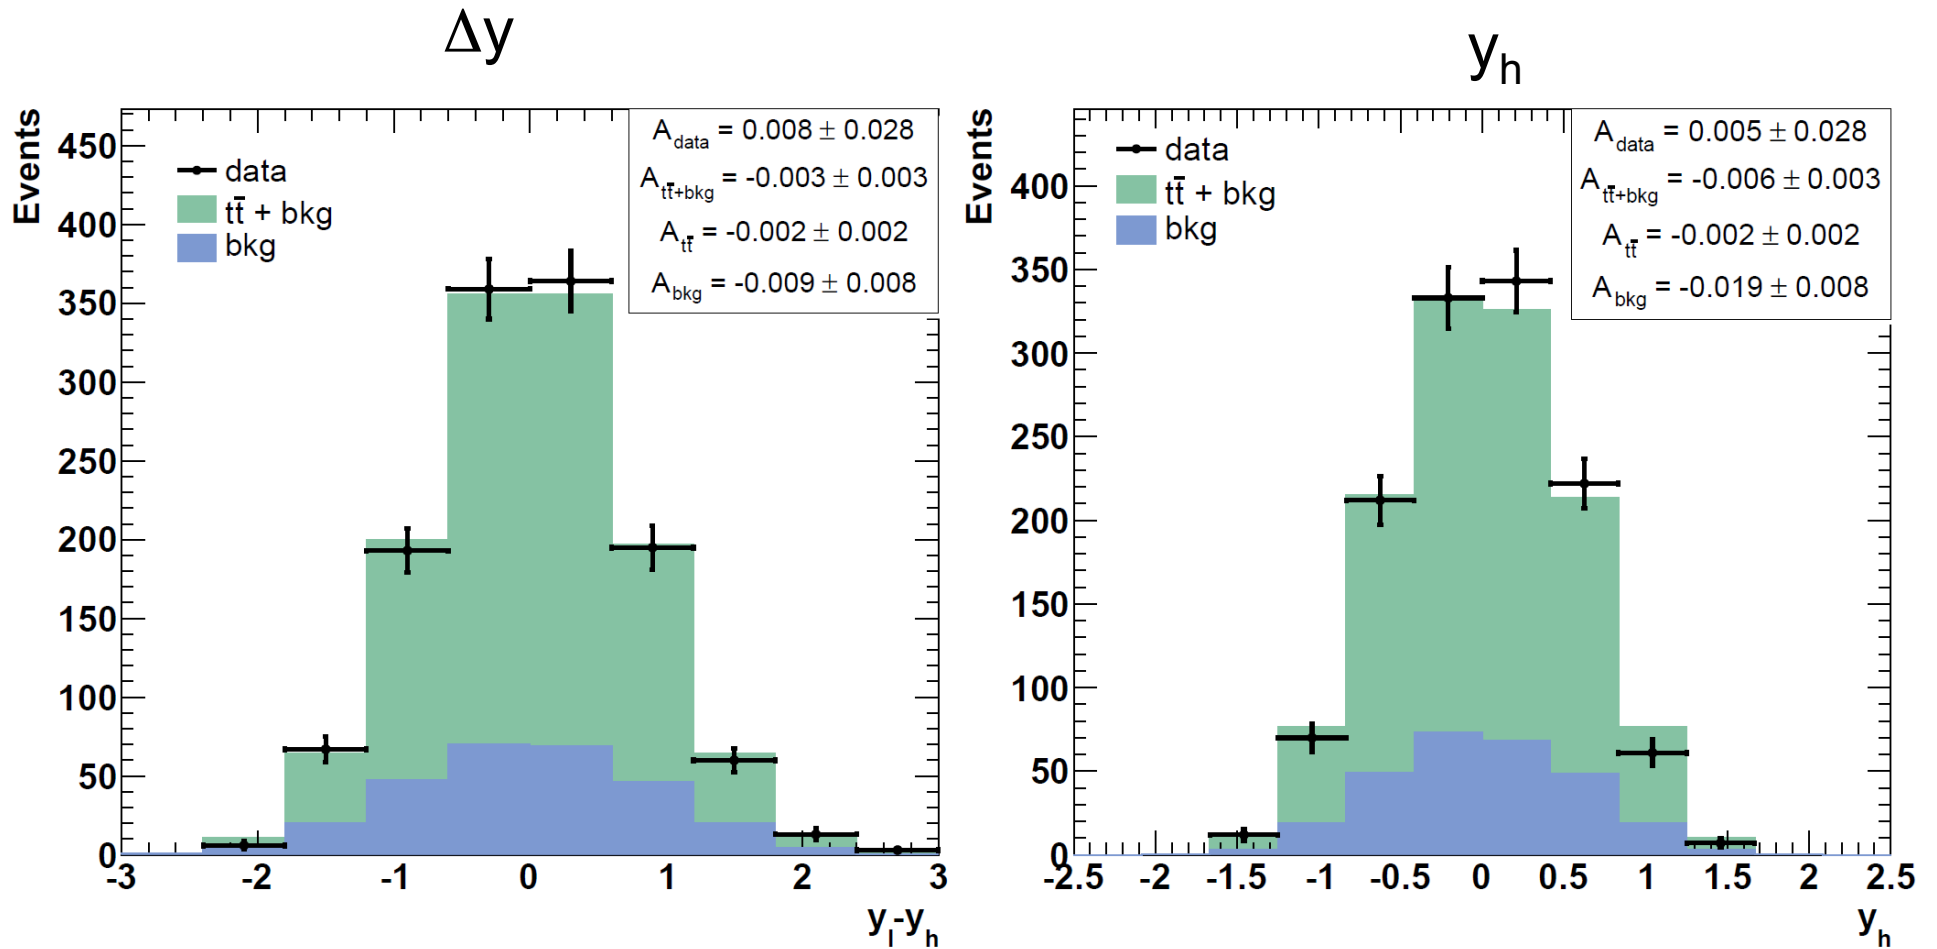 Δy
Events
450
400
350
300
250
200
150
100
50
0
-3 -2 -1 0 1 2 3
y_l-y_h
data
tt̄ + bkg
bkg
A_data = 0.008 ± 0.028
A_tt̄+bkg = -0.003 ± 0.003
A_tt̄ = -0.002 ± 0.002
A_bkg = -0.009 ± 0.008
y_h
Events
400
350
300
250
200
150
100
50
0
-2.5 -2 -1.5 -1 -0.5 0 0.5 1 1.5 2 2.5
y_h
data
tt̄ + bkg
bkg
A_data = 0.005 ± 0.028
A_tt̄+bkg = -0.006 ± 0.003
A_tt̄ = -0.002 ± 0.002
A_bkg = -0.019 ± 0.008